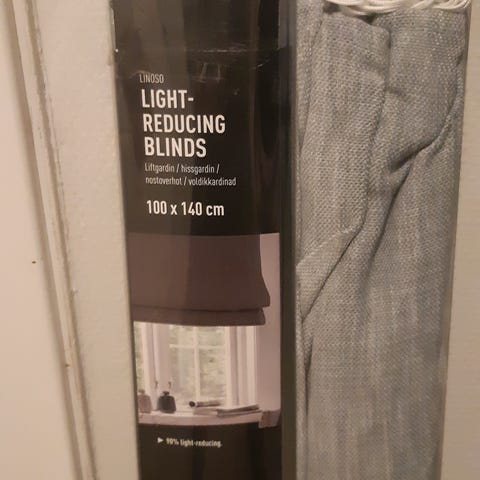 LINOSO
LIGHT-
REDUCING
BLINDS
Liftgardin / hissgardin /
nostoverhot / voldikkardinad
100 x 140 cm
► 90% light-reducing.